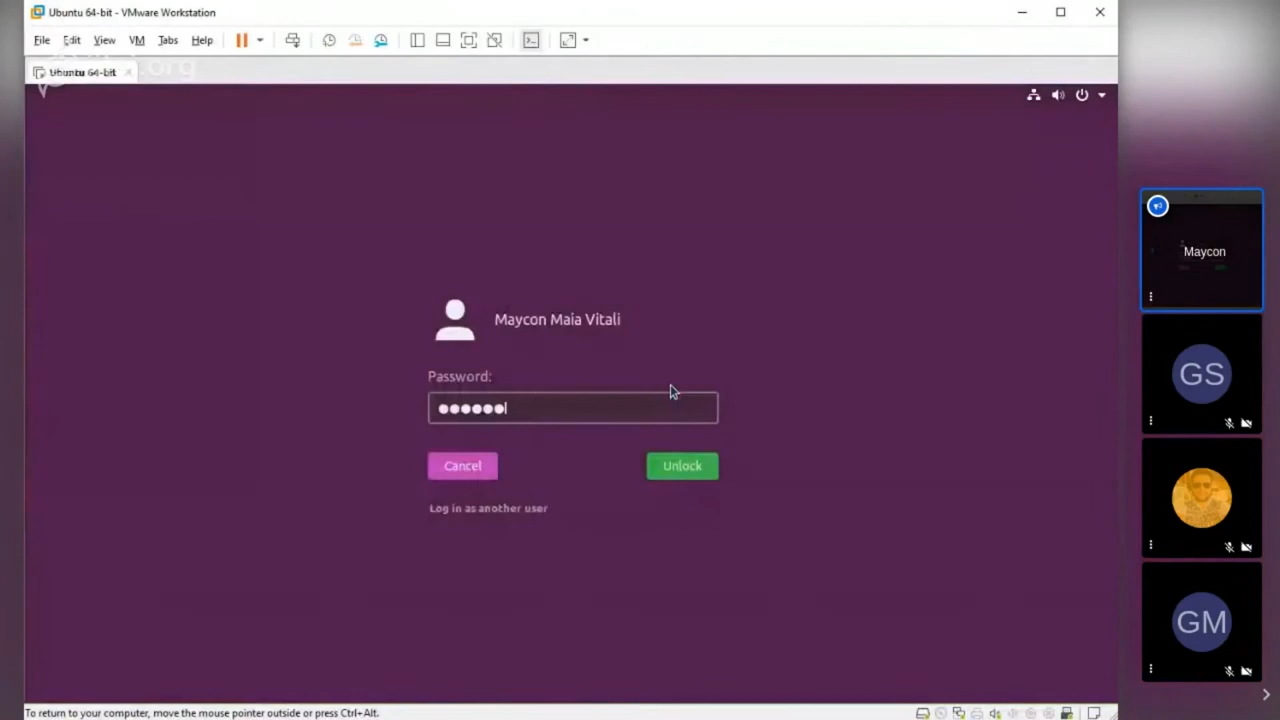 Ubuntu 64-bit - VMware Workstation
File Edit View VM Tabs Help
Ubuntu 64-bit
.org
Maycon Maia Vitali
Password:
Cancel
Unlock
Log in as another user
Maycon
GS
GM
To return to your computer, move the mouse pointer outside or press Ctrl+Alt.